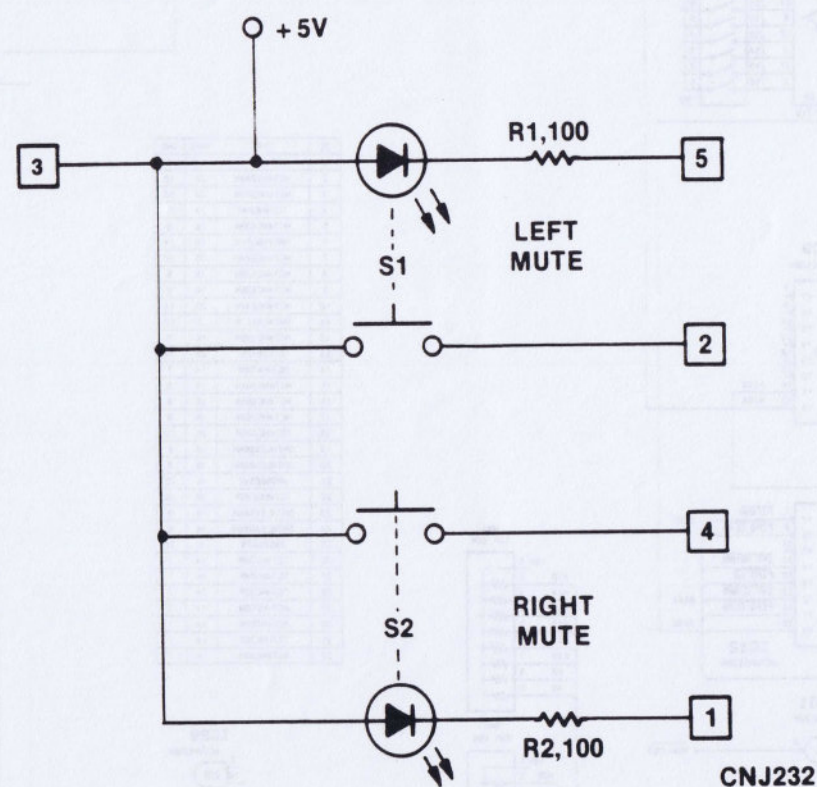 +5V
3
R1,100
5
LEFT
MUTE
S1
2
4
RIGHT
MUTE
S2
1
R2,100
CNJ232